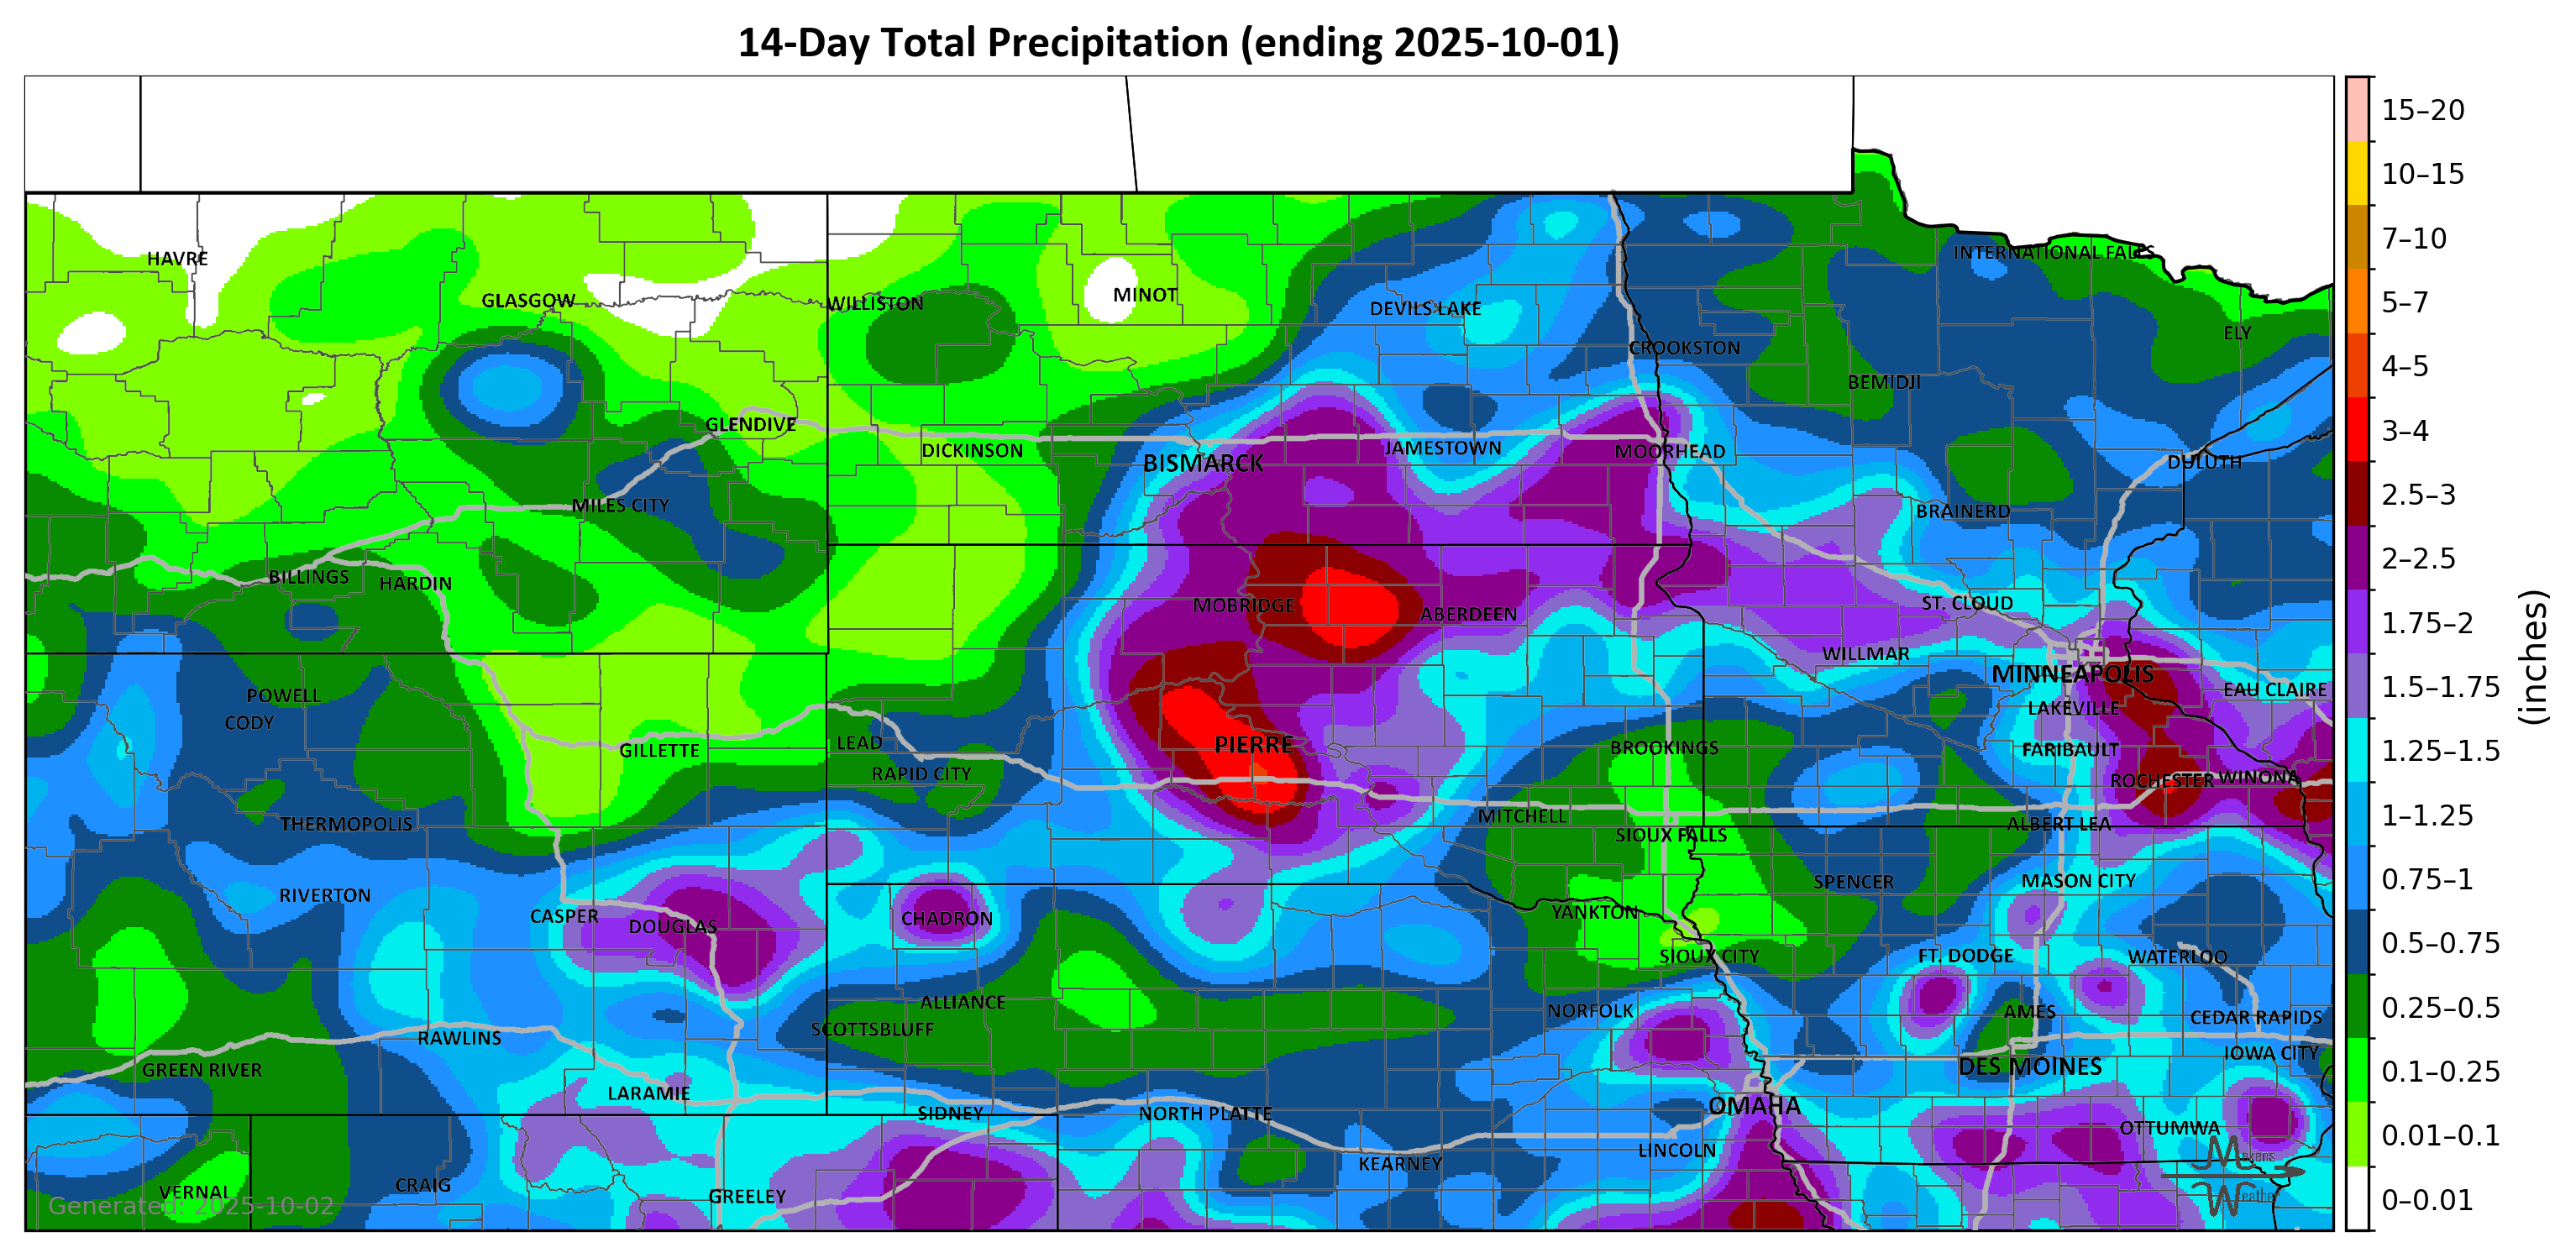 14-Day Total Precipitation (ending 2025-10-01)
15–20
10–15
7–10
5–7
4–5
3–4
2.5–3
2–2.5
1.75–2
1.5–1.75
1.25–1.5
1–1.25
0.75–1
0.5–0.75
0.25–0.5
0.1–0.25
0.01–0.1
0–0.01
(inches)
HAVRE
INTERNATIONAL FALLS
GLASGOW
WILLISTON
MINOT
DEVILS LAKE
ELY
CROOKSTON
BEMIDJI
GLENDIVE
DICKINSON
BISMARCK
JAMESTOWN
MOORHEAD
DULUTH
MILES CITY
BRAINERD
BILLINGS
HARDIN
MOBRIDGE
ABERDEEN
ST. CLOUD
WILLMAR
MINNEAPOLIS
EAU CLAIRE
POWELL
CODY
LAKEVILLE
GILLETTE
LEAD
PIERRE
BROOKINGS
FARIBAULT
RAPID CITY
ROCHESTER
WINONA
THERMOPOLIS
MITCHELL
SIOUX FALLS
ALBERT LEA
RIVERTON
SPENCER
MASON CITY
CASPER
DOUGLAS
CHADRON
YANKTON
SIOUX CITY
FT. DODGE
WATERLOO
ALLIANCE
SCOTTSBLUFF
NORFOLK
AMES
CEDAR RAPIDS
RAWLINS
GREEN RIVER
DES MOINES
IOWA CITY
LARAMIE
SIDNEY
NORTH PLATTE
OMAHA
OTTUMWA
LINCOLN
KEARNEY
VERNAL
CRAIG
GREELEY
Generated: 2025-10-02
Makens
Weather